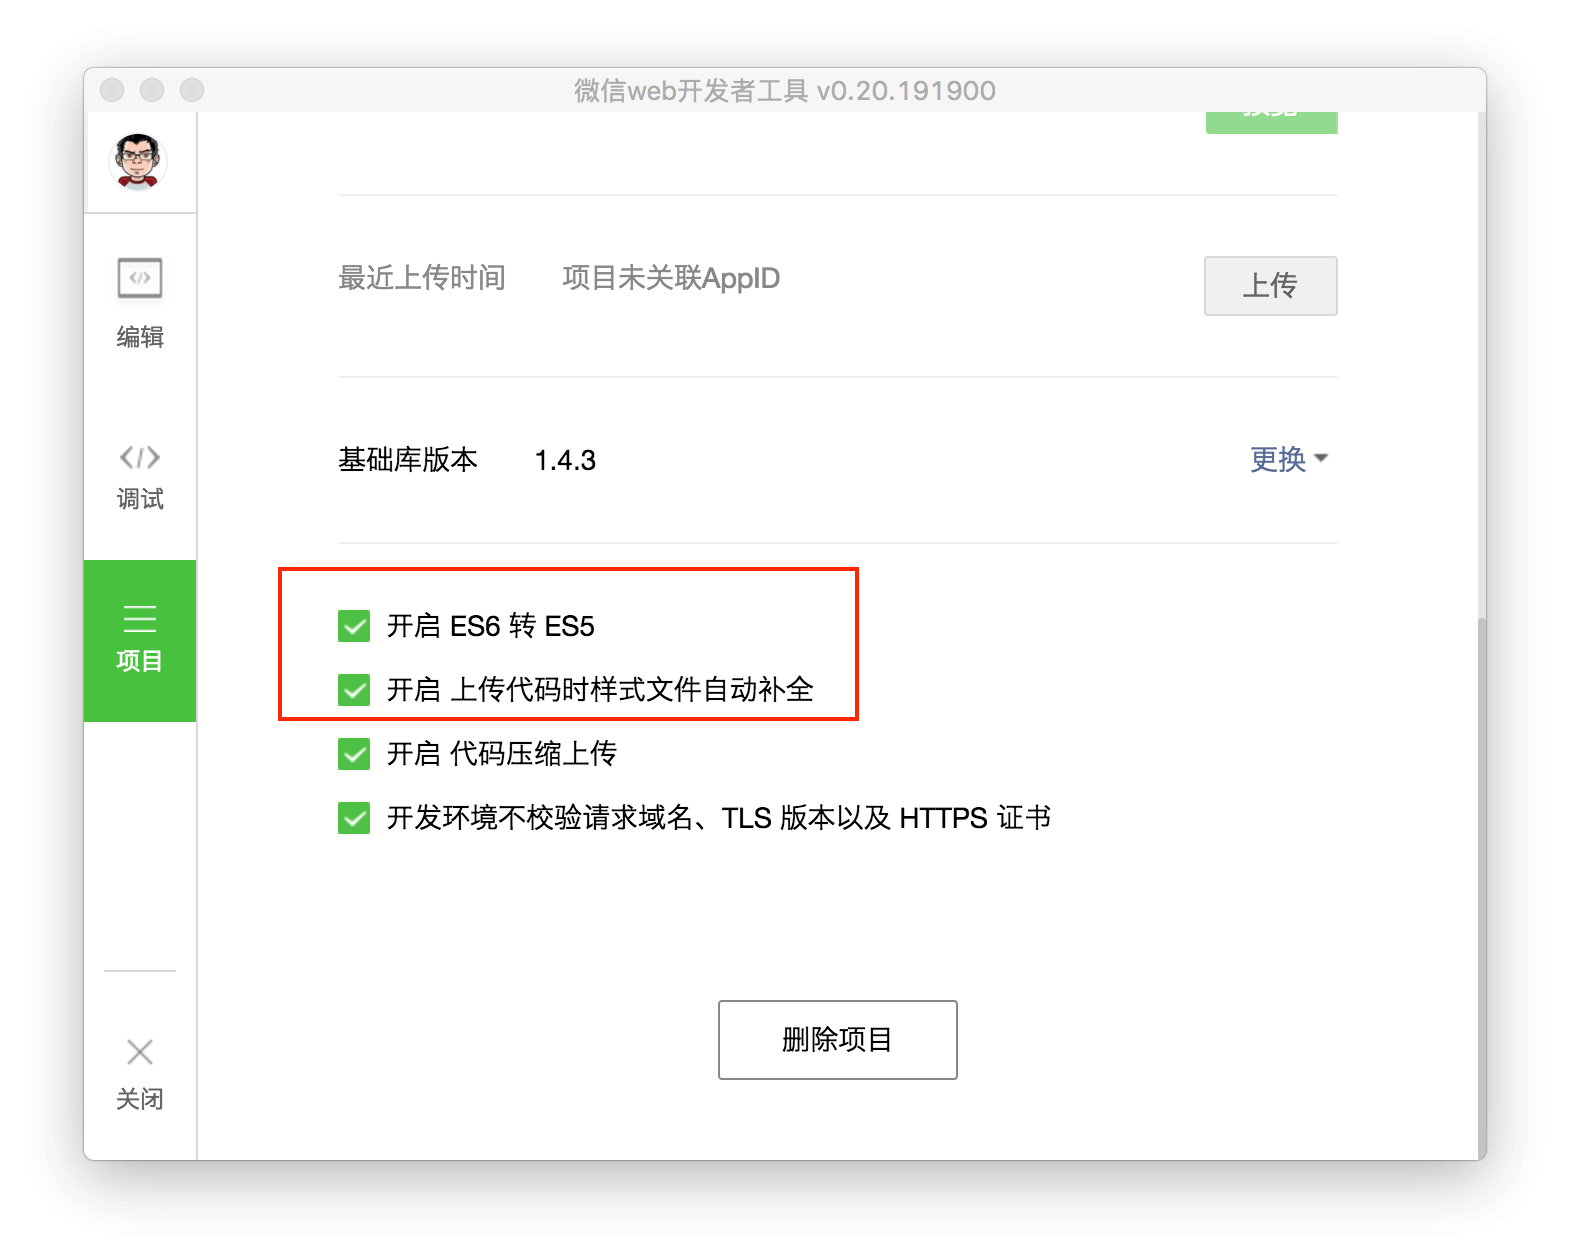 微信web开发者工具 v0.20.191900
最近上传时间 项目未关联AppID
上传
编辑
基础库版本 1.4.3
更换
调试
开启 ES6 转 ES5
项目
开启 上传代码时样式文件自动补全
开启 代码压缩上传
开发环境不校验请求域名、TLS 版本以及 HTTPS 证书
删除项目
关闭